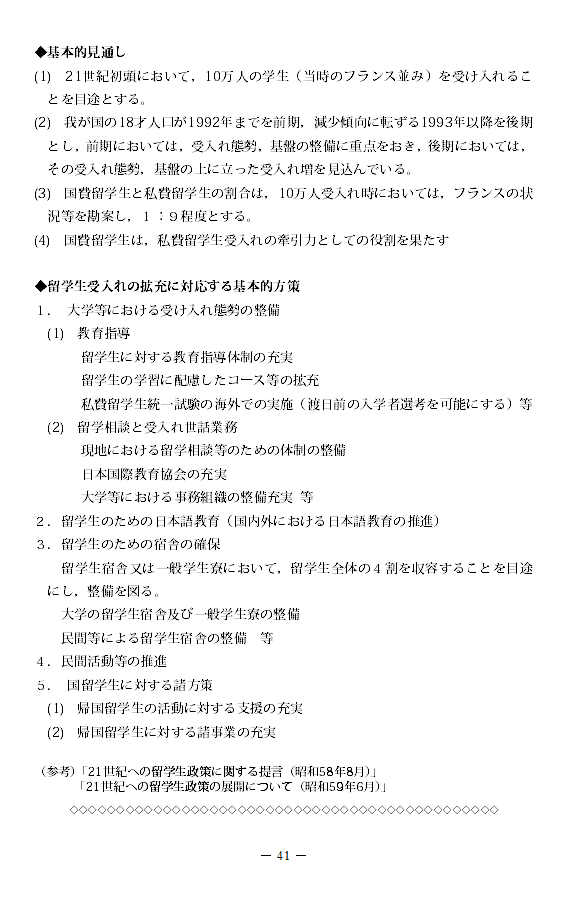 ◆基本的見通し
(1)　21世紀初頭において，10万人の学生（当時のフランス並み）を受け入れるこ
とを目途とする。
(2)　我が国の18才人口が1992年までを前期，減少傾向に転ずる1993年以降を後期
とし，前期においては，受入れ態勢，基盤の整備に重点をおき，後期においては，
その受入れ態勢，基盤の上に立った受入れ増を見込んでいる。
(3)　国費留学生と私費留学生の割合は，10万人受入れ時においては，フランスの状
況等を勘案し，１：９程度とする。
(4)　国費留学生は，私費留学生受入れの牽引力としての役割を果たす
◆留学生受入れの拡充に対応する基本的方策
１．　大学等における受け入れ態勢の整備
(1)　教育指導
留学生に対する教育指導体制の充実
留学生の学習に配慮したコース等の拡充
私費留学生統一試験の海外での実施（渡日前の入学者選考を可能にする）等
(2)　留学相談と受入れ世話業務
現地における留学相談等のための体制の整備
日本国際教育協会の充実
大学等における事務組織の整備充実 等
２．留学生のための日本語教育（国内外における日本語教育の推進）
３．留学生のための宿舎の確保
留学生宿舎又は一般学生寮において，留学生全体の４割を収容することを目途
にし，整備を図る。
大学の留学生宿舎及び一般学生寮の整備
民間等による留学生宿舎の整備　等
４．民間活動等の推進
５．　国留学生に対する諸方策
(1)　帰国留学生の活動に対する支援の充実
(2)　帰国留学生に対する諸事業の充実
（参考）「21世紀への留学生政策に関する提言（昭和58年8月）」
「21世紀への留学生政策の展開について（昭和59年6月）」
◇◇◇◇◇◇◇◇◇◇◇◇◇◇◇◇◇◇◇◇◇◇◇◇◇◇◇◇◇◇◇◇◇◇◇◇◇◇◇◇◇◇◇◇◇◇◇
― 41 ―